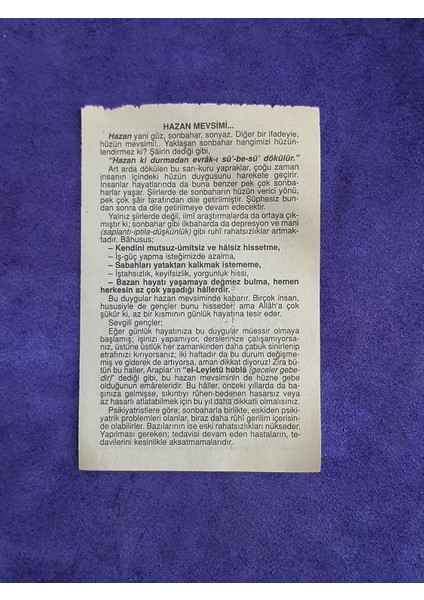 HAZAN MEVSİMİ...
Hazan yani güz, sonbahar, sonyaz. Diğer bir ifadeyle,
hüzün mevsimi!.. Yaklaşan sonbahar hangimizi hüzün-
lendirmez ki? Şâirin dediği gibi,
"Hazan ki durmadan evrâk-ı sû'-be-sû' dökülür."
Art arda dökülen bu sarı-kuru yapraklar, çoğu zaman
insanın içindeki hüzün duygusunu harekete geçirir.
İnsanlar hayatlarında da buna benzer pek çok sonba-
harlar yaşar. Şiirlerde de sonbaharın hüzün verici yönü,
pek çok şâir tarafından dile getirilmiştir. Şüphesiz bun-
dan sonra da dile getirilmeye devam edecektir.
Yalnız şiirlerde değil, ilmî araştırmalarda da ortaya çık-
mıştır ki; sonbahar gibi ilkbaharda da depresyon ve mani
(saplantı-iptila-düşkünlük) gibi ruhî rahatsızlıklar artmak-
tadır. Bâhusus;
– Kendini mutsuz-ümitsiz ve hâlsiz hissetme,
– İş-güç yapma isteğimizde azalma,
– Sabahları yataktan kalkmak istememe,
– İştahsızlık, keyifsizlik, yorgunluk hissi,
– Bazan hayatı yaşamaya değmez bulma, hemen
herkesin az çok yaşadığı hâllerdir.
Bu duygular hazan mevsiminde kabarır. Birçok insan,
hususiyle de gençler bunu hisseder; ama Allâh'a çok
şükür ki, az bir kısmının günlük hayatına tesir eder.
Sevgili gençler;
Eğer günlük hayatınıza bu duygular müessir olmaya
başlamış; işinizi yapamıyor, derslerinize çalışamıyorsa-
nız, üstüne üstlük her zamankinden daha çabuk sinirlenip
etrafınızı kırıyorsanız; iki haftadır da bu durum değişme-
miş ve giderek de artıyorsa, aman dikkat diyoruz! Zira bü-
tün bu haller, Araplar'ın "el-Leyletü hüblâ (geceler gebe-
dir)" dediği gibi, bu hazan mevsiminin de hüzne gebe
olduğunun emâreleridir. Bu hâller, önceki yıllarda da ba-
şınıza gelmişse, sıkıntıyı rûhen-bedenen hasarsız veya
az hasarlı atlatabilmek için bu yıl daha dikkatli olmalısınız.
Psikiyatristlere göre; sonbaharla birlikte, eskiden psiki-
yatrik problemleri olanlar, biraz daha rûhî gerilim içerisin-
de olabilirler. Bazılarının ise eski rahatsızlıkları nükseder.
Yapılması gereken; tedavisi devam eden hastaların, te-
davilerini kesinlikle aksatmamalarıdır.